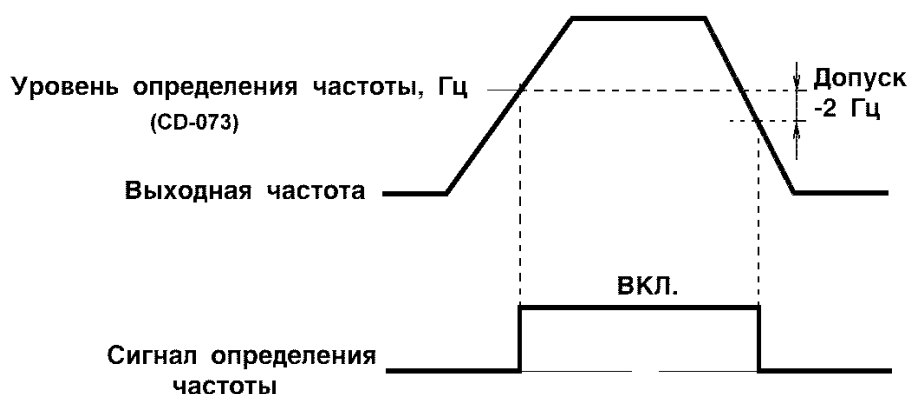 Уровень определения частоты, Гц
(CD-073)
Допуск
-2 Гц
Выходная частота
ВКЛ.
Сигнал определения
частоты